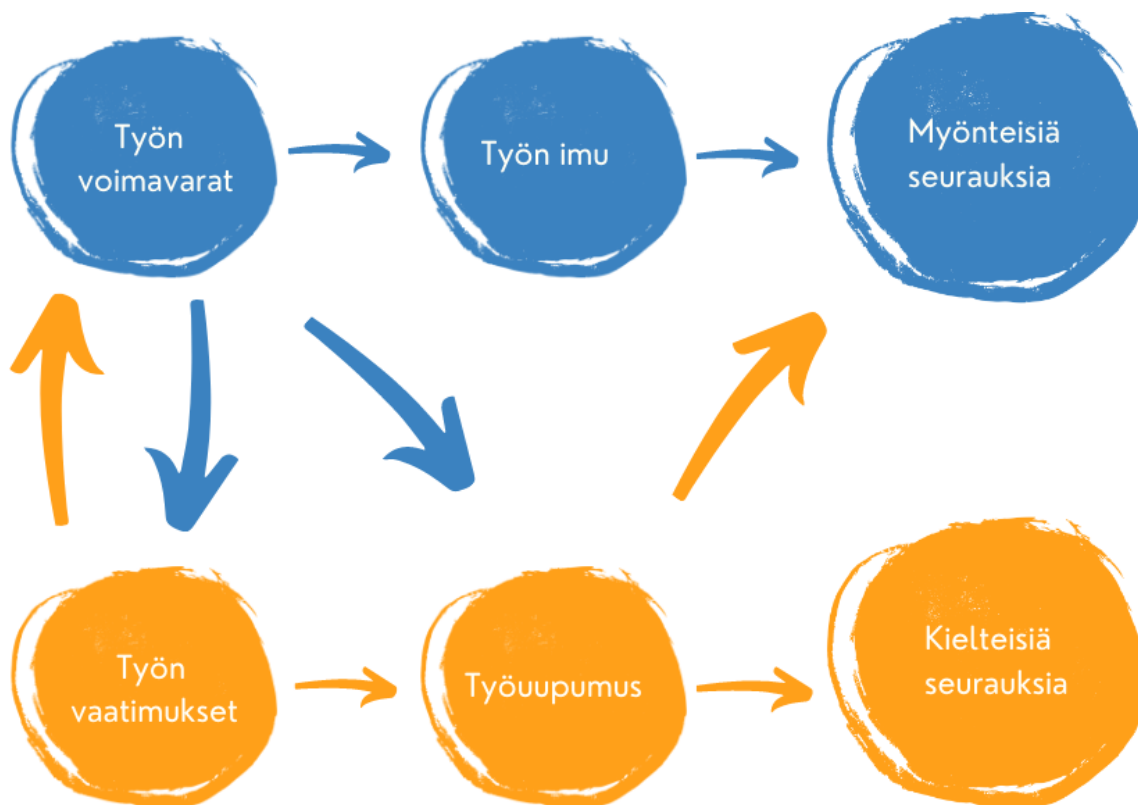 Työn
voimavarat
Työn imu
Myönteisiä
seurauksia
Työn
vaatimukset
Työuupumus
Kielteisiä
seurauksia